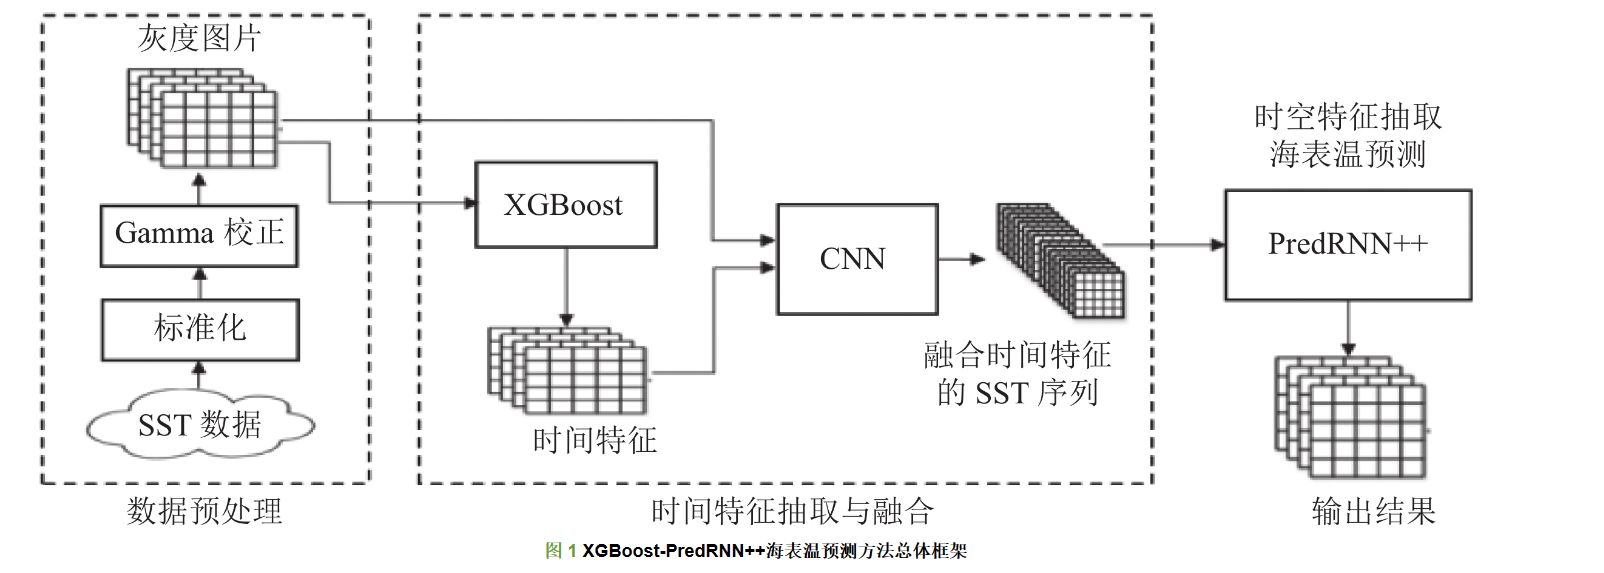 灰度图片
Gamma 校正
标准化
SST 数据
数据预处理
XGBoost
时间特征
CNN
融合时间特征
的 SST 序列
时间特征抽取与融合
时空特征抽取
海表温预测
PredRNN++
输出结果
图 1 XGBoost-PredRNN++海表温预测方法总体框架